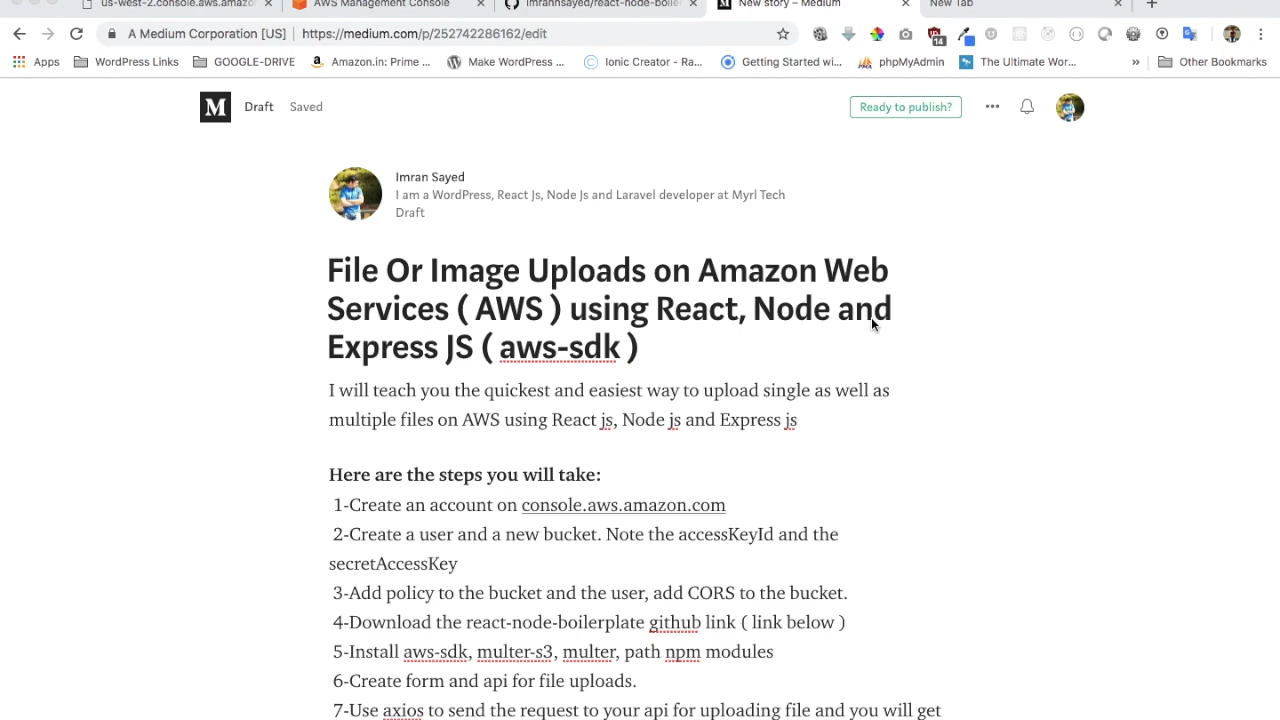 us-west-2.console.aws.amazo
AWS Management Console
imrannsayed/react-node-boiler
New story – Medium
New Tab
A Medium Corporation [US]
https://medium.com/p/252742286162/edit
14
Apps
WordPress Links
GOOGLE-DRIVE
Amazon.in: Prime ...
Make WordPress ...
Ionic Creator - Ra...
Getting Started wi...
phpMyAdmin
The Ultimate Wor...
»
Other Bookmarks
M
Draft
Saved
Ready to publish?
Imran Sayed
I am a WordPress, React Js, Node Js and Laravel developer at Myrl Tech
Draft
File Or Image Uploads on Amazon Web
Services ( AWS ) using React, Node and
Express JS ( aws-sdk )
I will teach you the quickest and easiest way to upload single as well as
multiple files on AWS using React js, Node js and Express js
Here are the steps you will take:
1-Create an account on console.aws.amazon.com
2-Create a user and a new bucket. Note the accessKeyId and the
secretAccessKey
3-Add policy to the bucket and the user, add CORS to the bucket.
4-Download the react-node-boilerplate github link ( link below )
5-Install aws-sdk, multer-s3, multer, path npm modules
6-Create form and api for file uploads.
7-Use axios to send the request to your api for uploading file and you will get